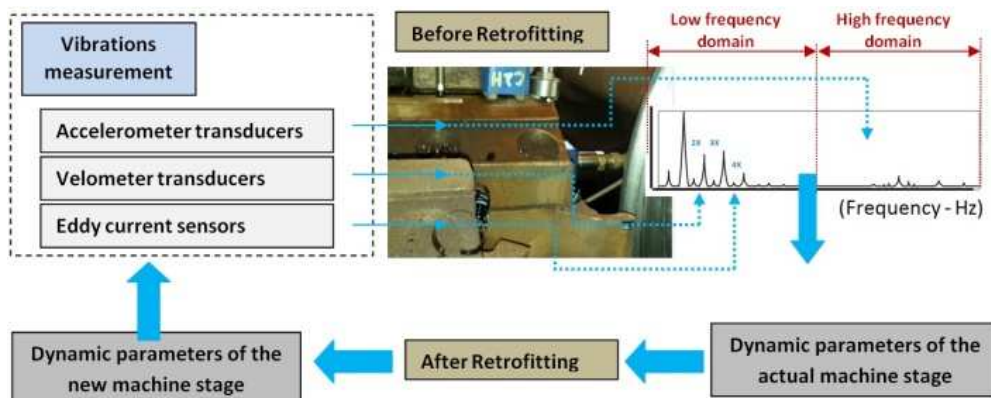 Vibrations
measurement
Accelerometer transducers
Velometer transducers
Eddy current sensors
Before Retrofitting
C2H
Low frequency
domain
High frequency
domain
2X
3X
4X
(Frequency - Hz)
Dynamic parameters of the
new machine stage
After Retrofitting
Dynamic parameters of the
actual machine stage